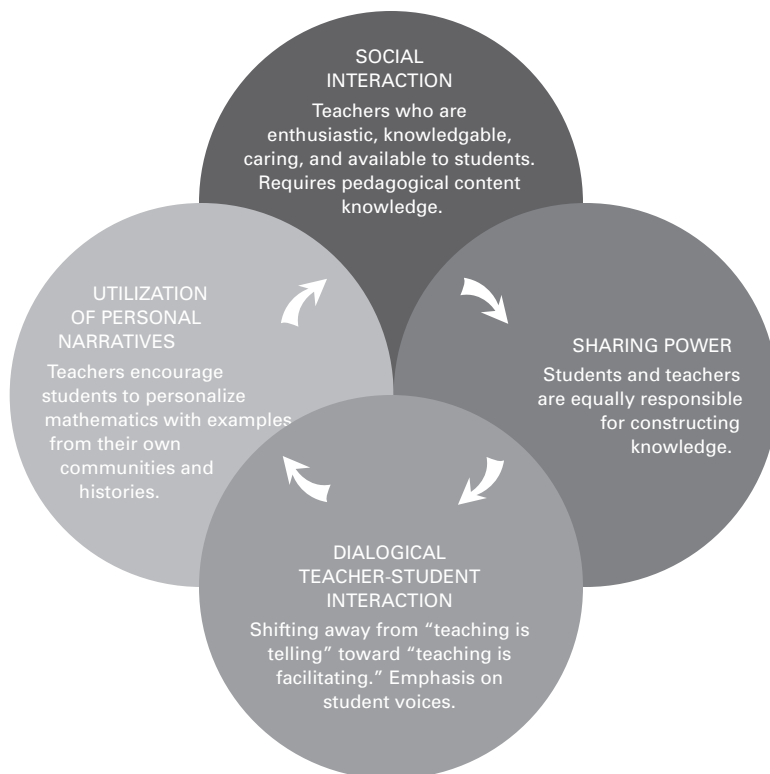 SOCIAL
INTERACTION
Teachers who are
enthusiastic, knowledgable,
caring, and available to students.
Requires pedagogical content
knowledge.
UTILIZATION
OF PERSONAL
NARRATIVES
Teachers encourage
students to personalize
mathematics with examples
from their own
communities and
histories.
SHARING POWER
Students and teachers
are equally responsible
for constructing
knowledge.
DIALOGICAL
TEACHER-STUDENT
INTERACTION
Shifting away from “teaching is
telling” toward “teaching is
facilitating.” Emphasis on
student voices.